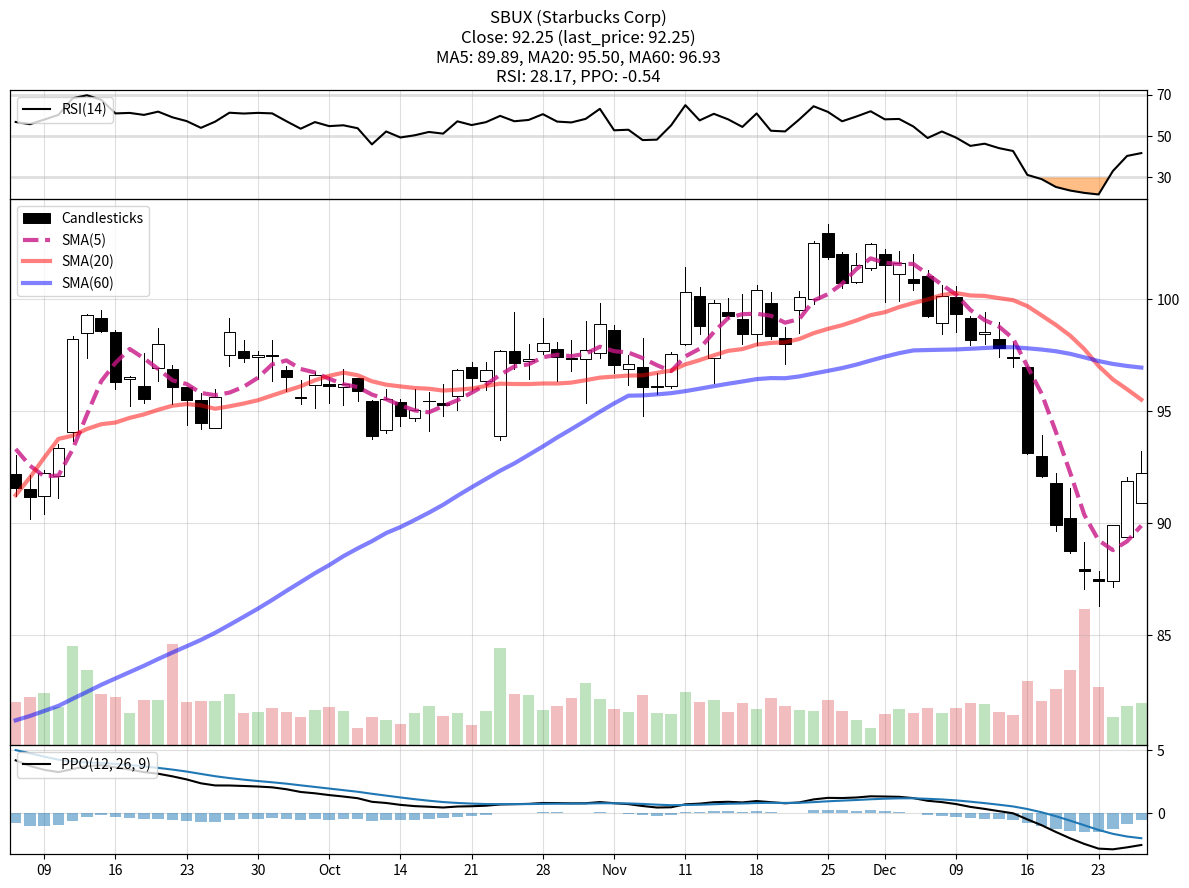 SBUX (Starbucks Corp)
Close: 92.25 (last_price: 92.25)
MA5: 89.89, MA20: 95.50, MA60: 96.93
RSI: 28.17, PPO: -0.54
RSI(14)
70
50
30
Candlesticks
SMA(5)
SMA(20)
SMA(60)
100
95
90
85
PPO(12, 26, 9)
5
0
09 16 23 30 Oct 14 21 28 Nov 11 18 25 Dec 09 16 23